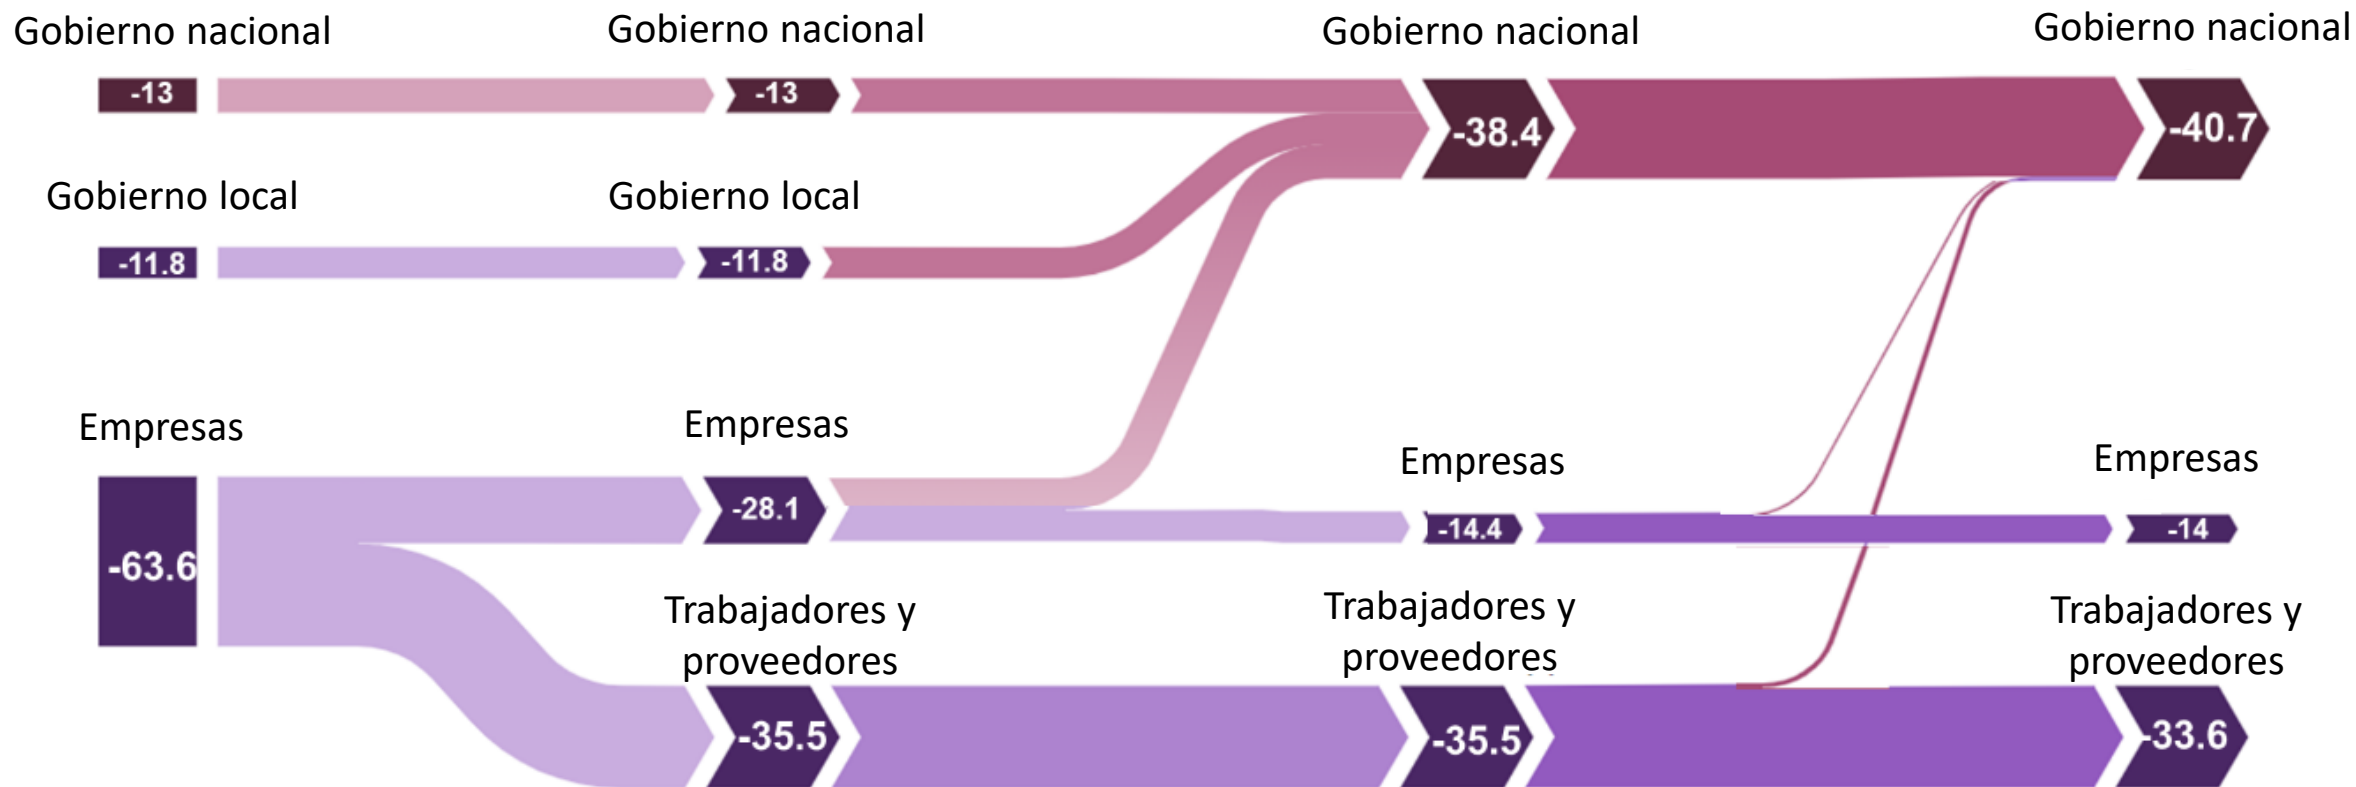 Gobierno nacional
Gobierno nacional
Gobierno nacional
Gobierno nacional
-13
-13
-38.4
-40.7
Gobierno local
Gobierno local
-11.8
-11.8
Empresas
Empresas
Empresas
Empresas
-63.6
-28.1
-14.4
-14
Trabajadores y
proveedores
Trabajadores y
proveedores
Trabajadores y
proveedores
-35.5
-35.5
-33.6